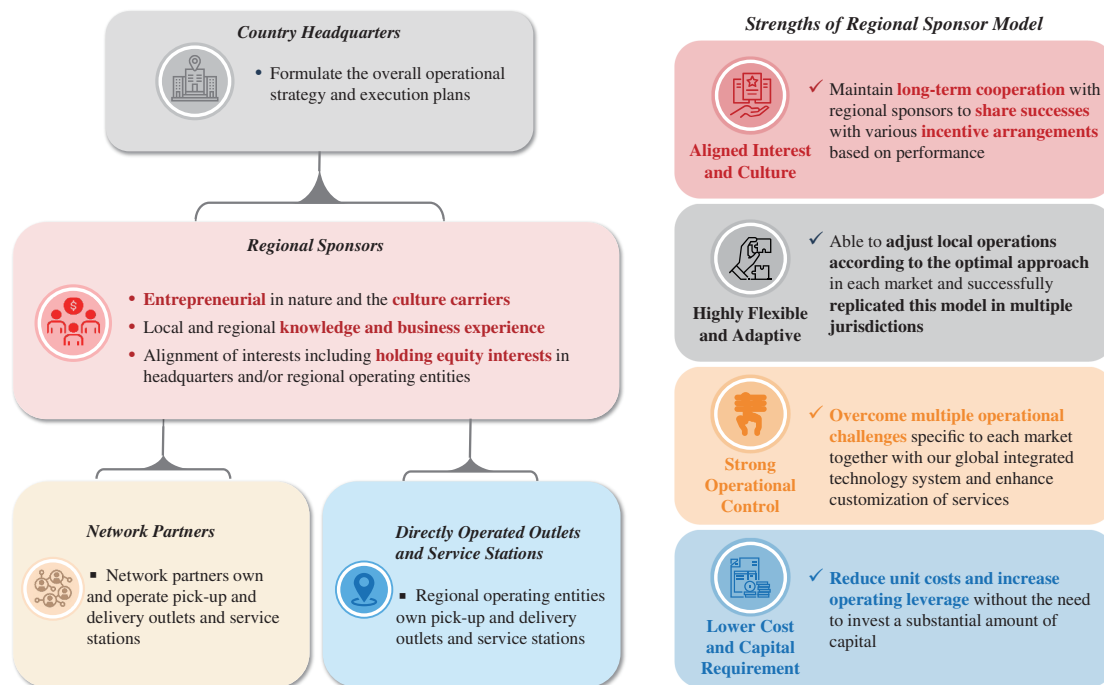 Country Headquarters
• Formulate the overall operational
strategy and execution plans
Regional Sponsors
• Entrepreneurial in nature and the culture carriers
• Local and regional knowledge and business experience
• Alignment of interests including holding equity interests in
headquarters and/or regional operating entities
Network Partners
▪ Network partners own
and operate pick-up and
delivery outlets and service
stations
Directly Operated Outlets
and Service Stations
▪ Regional operating entities
own pick-up and delivery
outlets and service stations
Strengths of Regional Sponsor Model
Aligned Interest
and Culture
✓ Maintain long-term cooperation with
regional sponsors to share successes
with various incentive arrangements
based on performance
Highly Flexible
and Adaptive
✓ Able to adjust local operations
according to the optimal approach
in each market and successfully
replicated this model in multiple
jurisdictions
Strong
Operational
Control
✓ Overcome multiple operational
challenges specific to each market
together with our global integrated
technology system and enhance
customization of services
Lower Cost
and Capital
Requirement
✓ Reduce unit costs and increase
operating leverage without the need
to invest a substantial amount of
capital